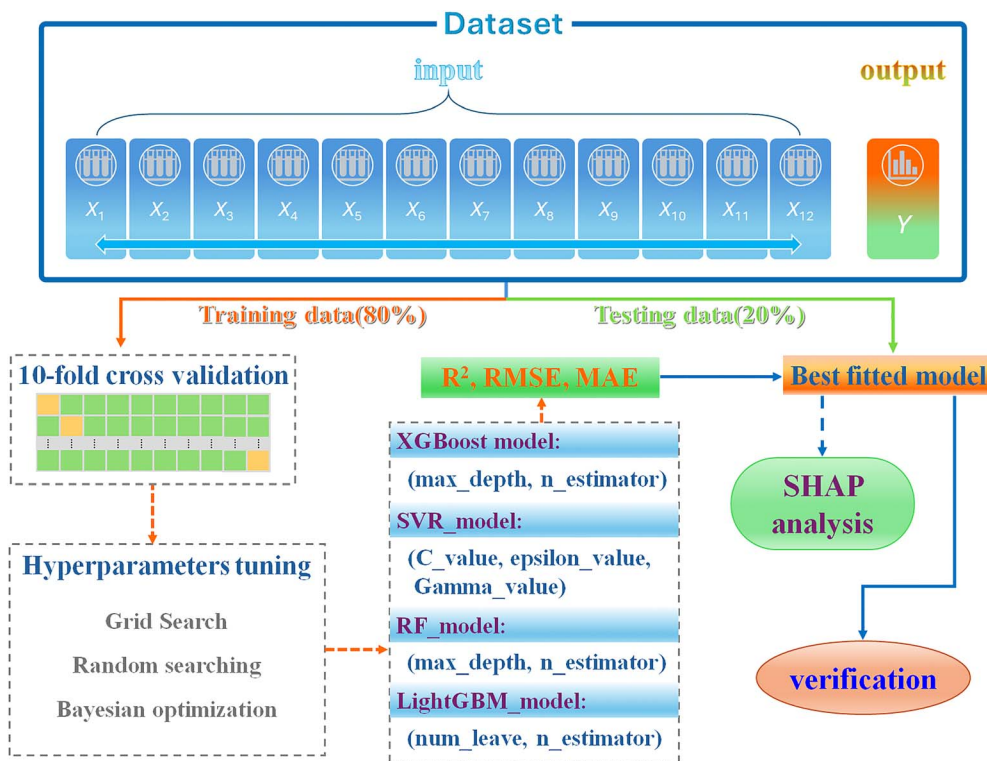 Dataset
input
output
X1 X2 X3 X4 X5 X6 X7 X8 X9 X10 X11 X12 Y
Training data(80%)
Testing data(20%)
10-fold cross validation
R², RMSE, MAE
Best fitted model
XGBoost model:
(max_depth, n_estimator)
SVR_model:
(C_value, epsilon_value,
Gamma_value)
RF_model:
(max_depth, n_estimator)
LightGBM_model:
(num_leave, n_estimator)
SHAP
analysis
Hyperparameters tuning
Grid Search
Random searching
Bayesian optimization
verification